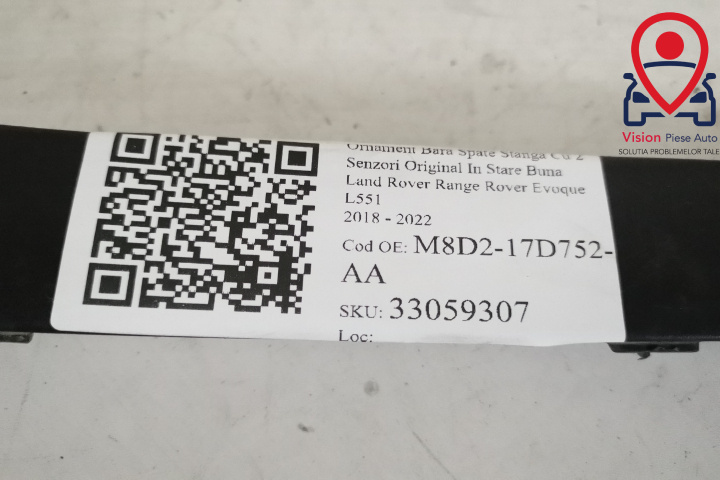 Ornament Bara Spate Stanga Cu 2
Senzori Original In Stare Buna
Land Rover Range Rover Evoque
L551
2018 - 2022
Cod OE: M8D2-17D752-
AA
SKU: 33059307
Loc:
Vision Piese Auto
SOLUTIA PROBLEMELOR TALE